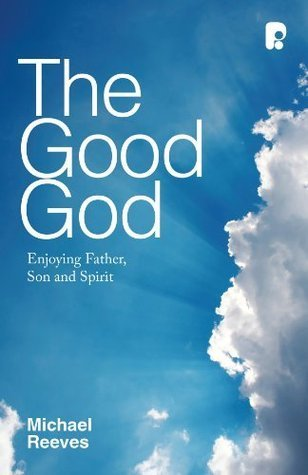 The
Good
God
Enjoying Father,
Son and Spirit
Michael
Reeves